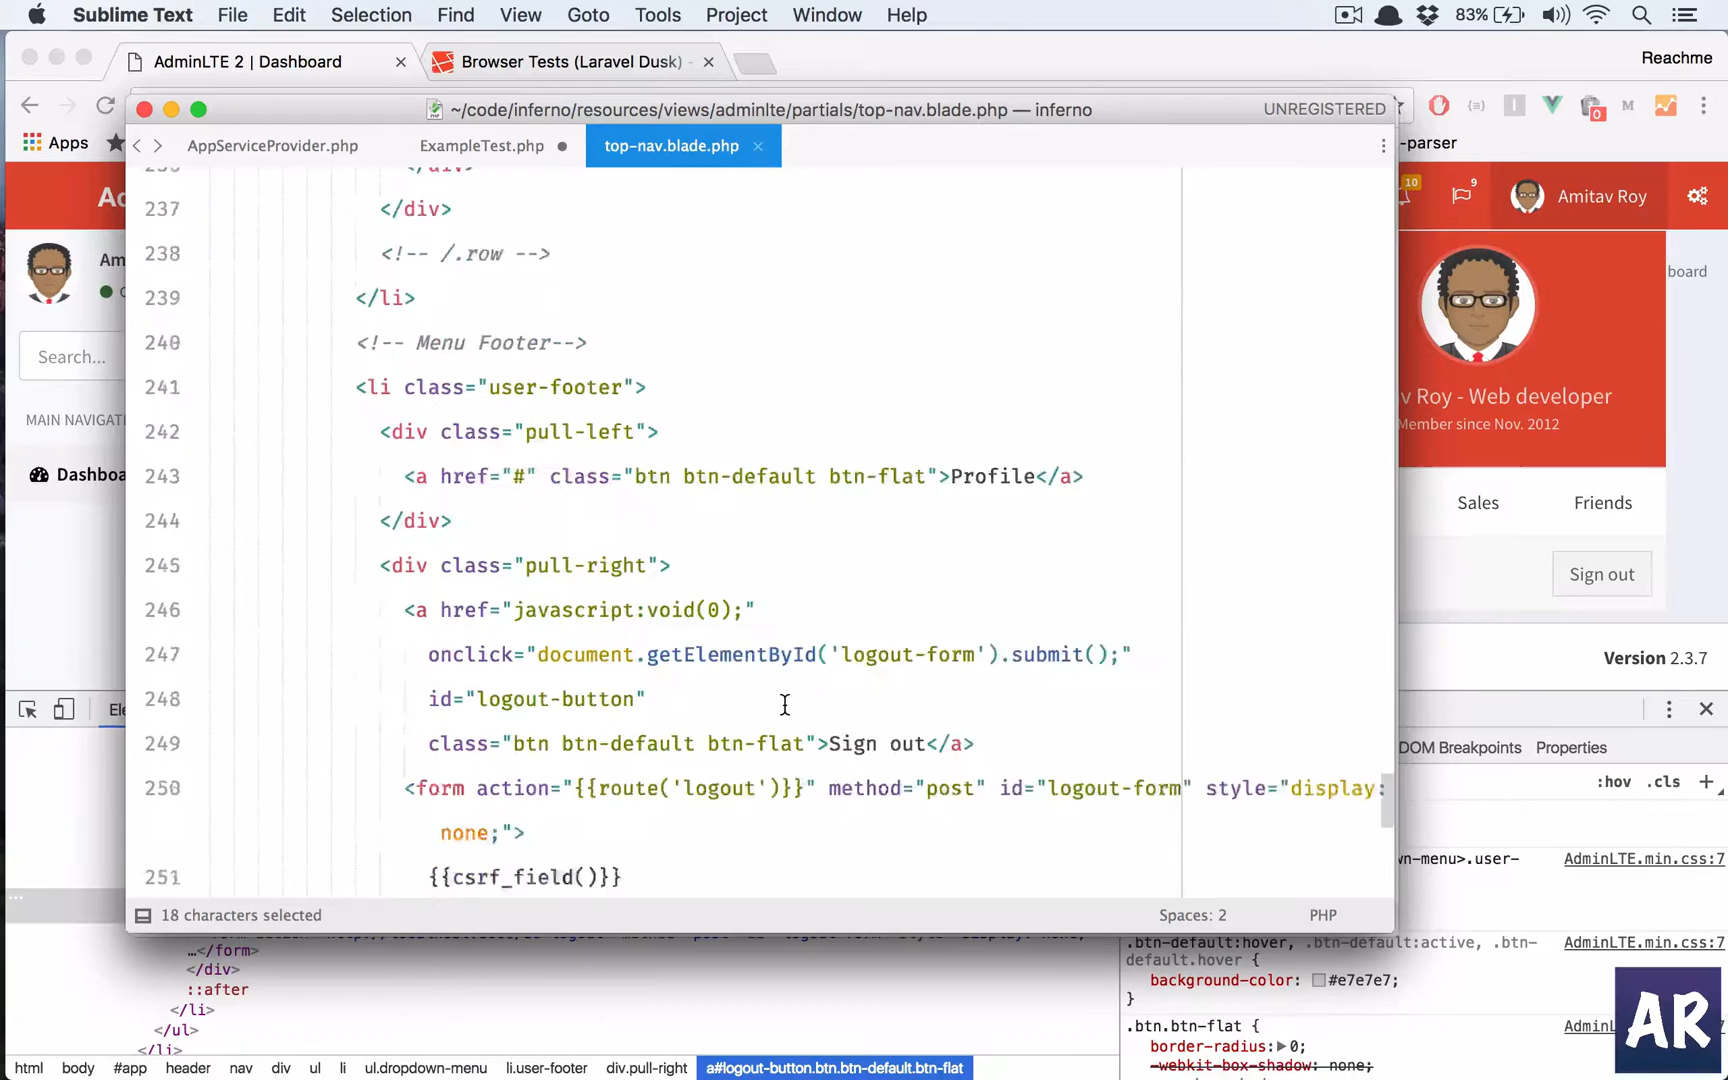 Sublime Text File Edit Selection Find View Goto Tools Project Window Help 83%
AdminLTE 2 | Dashboard × Browser Tests (Laravel Dusk) - × Reachme
~/code/inferno/resources/views/adminlte/partials/top-nav.blade.php — inferno UNREGISTERED
Apps -parser
AppServiceProvider.php ExampleTest.php top-nav.blade.php ×
237 </div>
238 <!-- /.row -->
239 </li>
240 <!-- Menu Footer-->
241 <li class="user-footer">
242 <div class="pull-left">
243 <a href="#" class="btn btn-default btn-flat">Profile</a>
244 </div>
245 <div class="pull-right">
246 <a href="javascript:void(0);"
247 onclick="document.getElementById('logout-form').submit();"
248 id="logout-button"
249 class="btn btn-default btn-flat">Sign out</a>
250 <form action="{{route('logout')}}" method="post" id="logout-form" style="display:
none;">
251 {{csrf_field()}}
18 characters selected Spaces: 2 PHP
Ad
Am
Search...
MAIN NAVIGATI
Dashboa
10 9 Amitav Roy
board
v Roy - Web developer
Member since Nov. 2012
Sales Friends
Sign out
Version 2.3.7
Ele
DOM Breakpoints Properties
:hov .cls +
wn-menu>.user- AdminLTE.min.css:7
…</form>
</div>
::after
</li>
</ul>
</li>
.btn-default:hover, .btn-default:active, .btn- AdminLTE.min.css:7
default.hover {
background-color: #e7e7e7;
}
.btn.btn-flat { AdminL
border-radius: 0;
-webkit-box-shadow: none;
html body #app header nav div ul li ul.dropdown-menu li.user-footer div.pull-right a#logout-button.btn.btn-default.btn-flat
AR